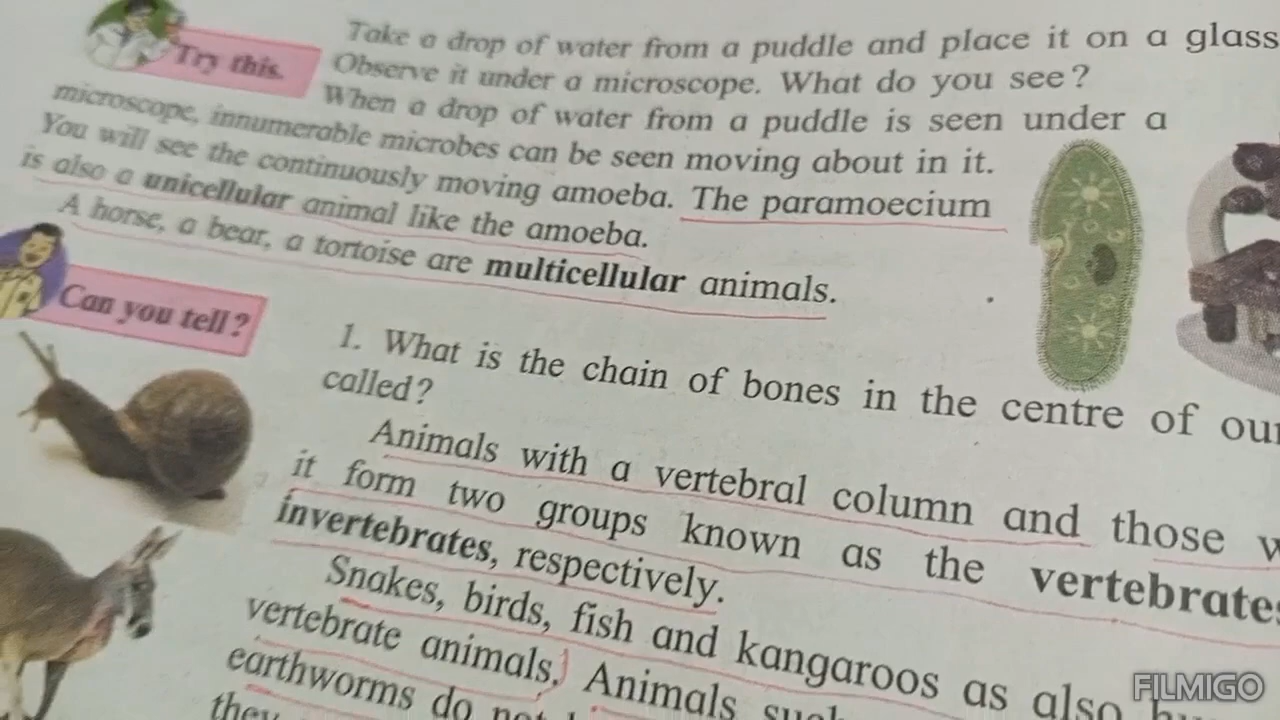 Try this.
Take a drop of water from a puddle and place it on a glass
Observe it under a microscope. What do you see?
When a drop of water from a puddle is seen under a
microscope, innumerable microbes can be seen moving about in it.
You will see the continuously moving amoeba. The paramoecium
is also a unicellular animal like the amoeba.
A horse, a bear, a tortoise are multicellular animals.
Can you tell?
1. What is the chain of bones in the centre of our
called?
Animals with a vertebral column and those
it form two groups known as the vertebrates
invertebrates, respectively.
Snakes, birds, fish and kangaroos as also
vertebrate animals. Animals such
earthworms do not
they
FILMIGO